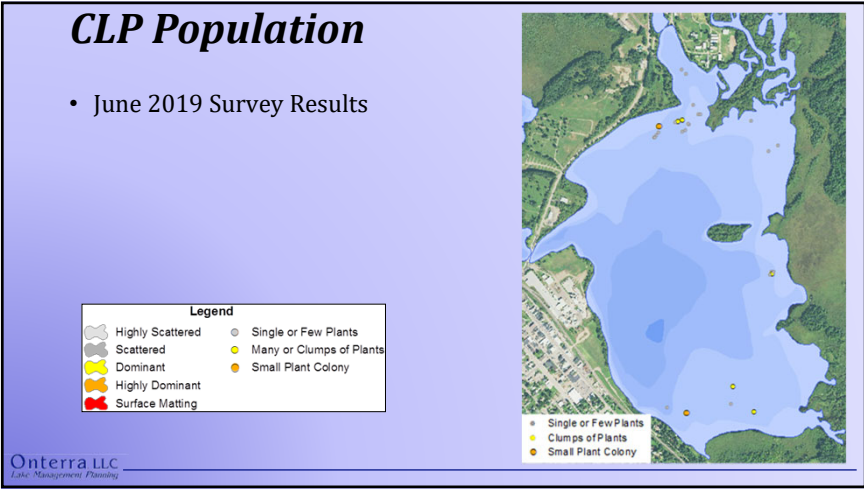 CLP Population
• June 2019 Survey Results
Legend
Highly Scattered
Scattered
Dominant
Highly Dominant
Surface Matting
Single or Few Plants
Many or Clumps of Plants
Small Plant Colony
Single or Few Plants
Clumps of Plants
Small Plant Colony
Onterra LLC
Lake Management Planning